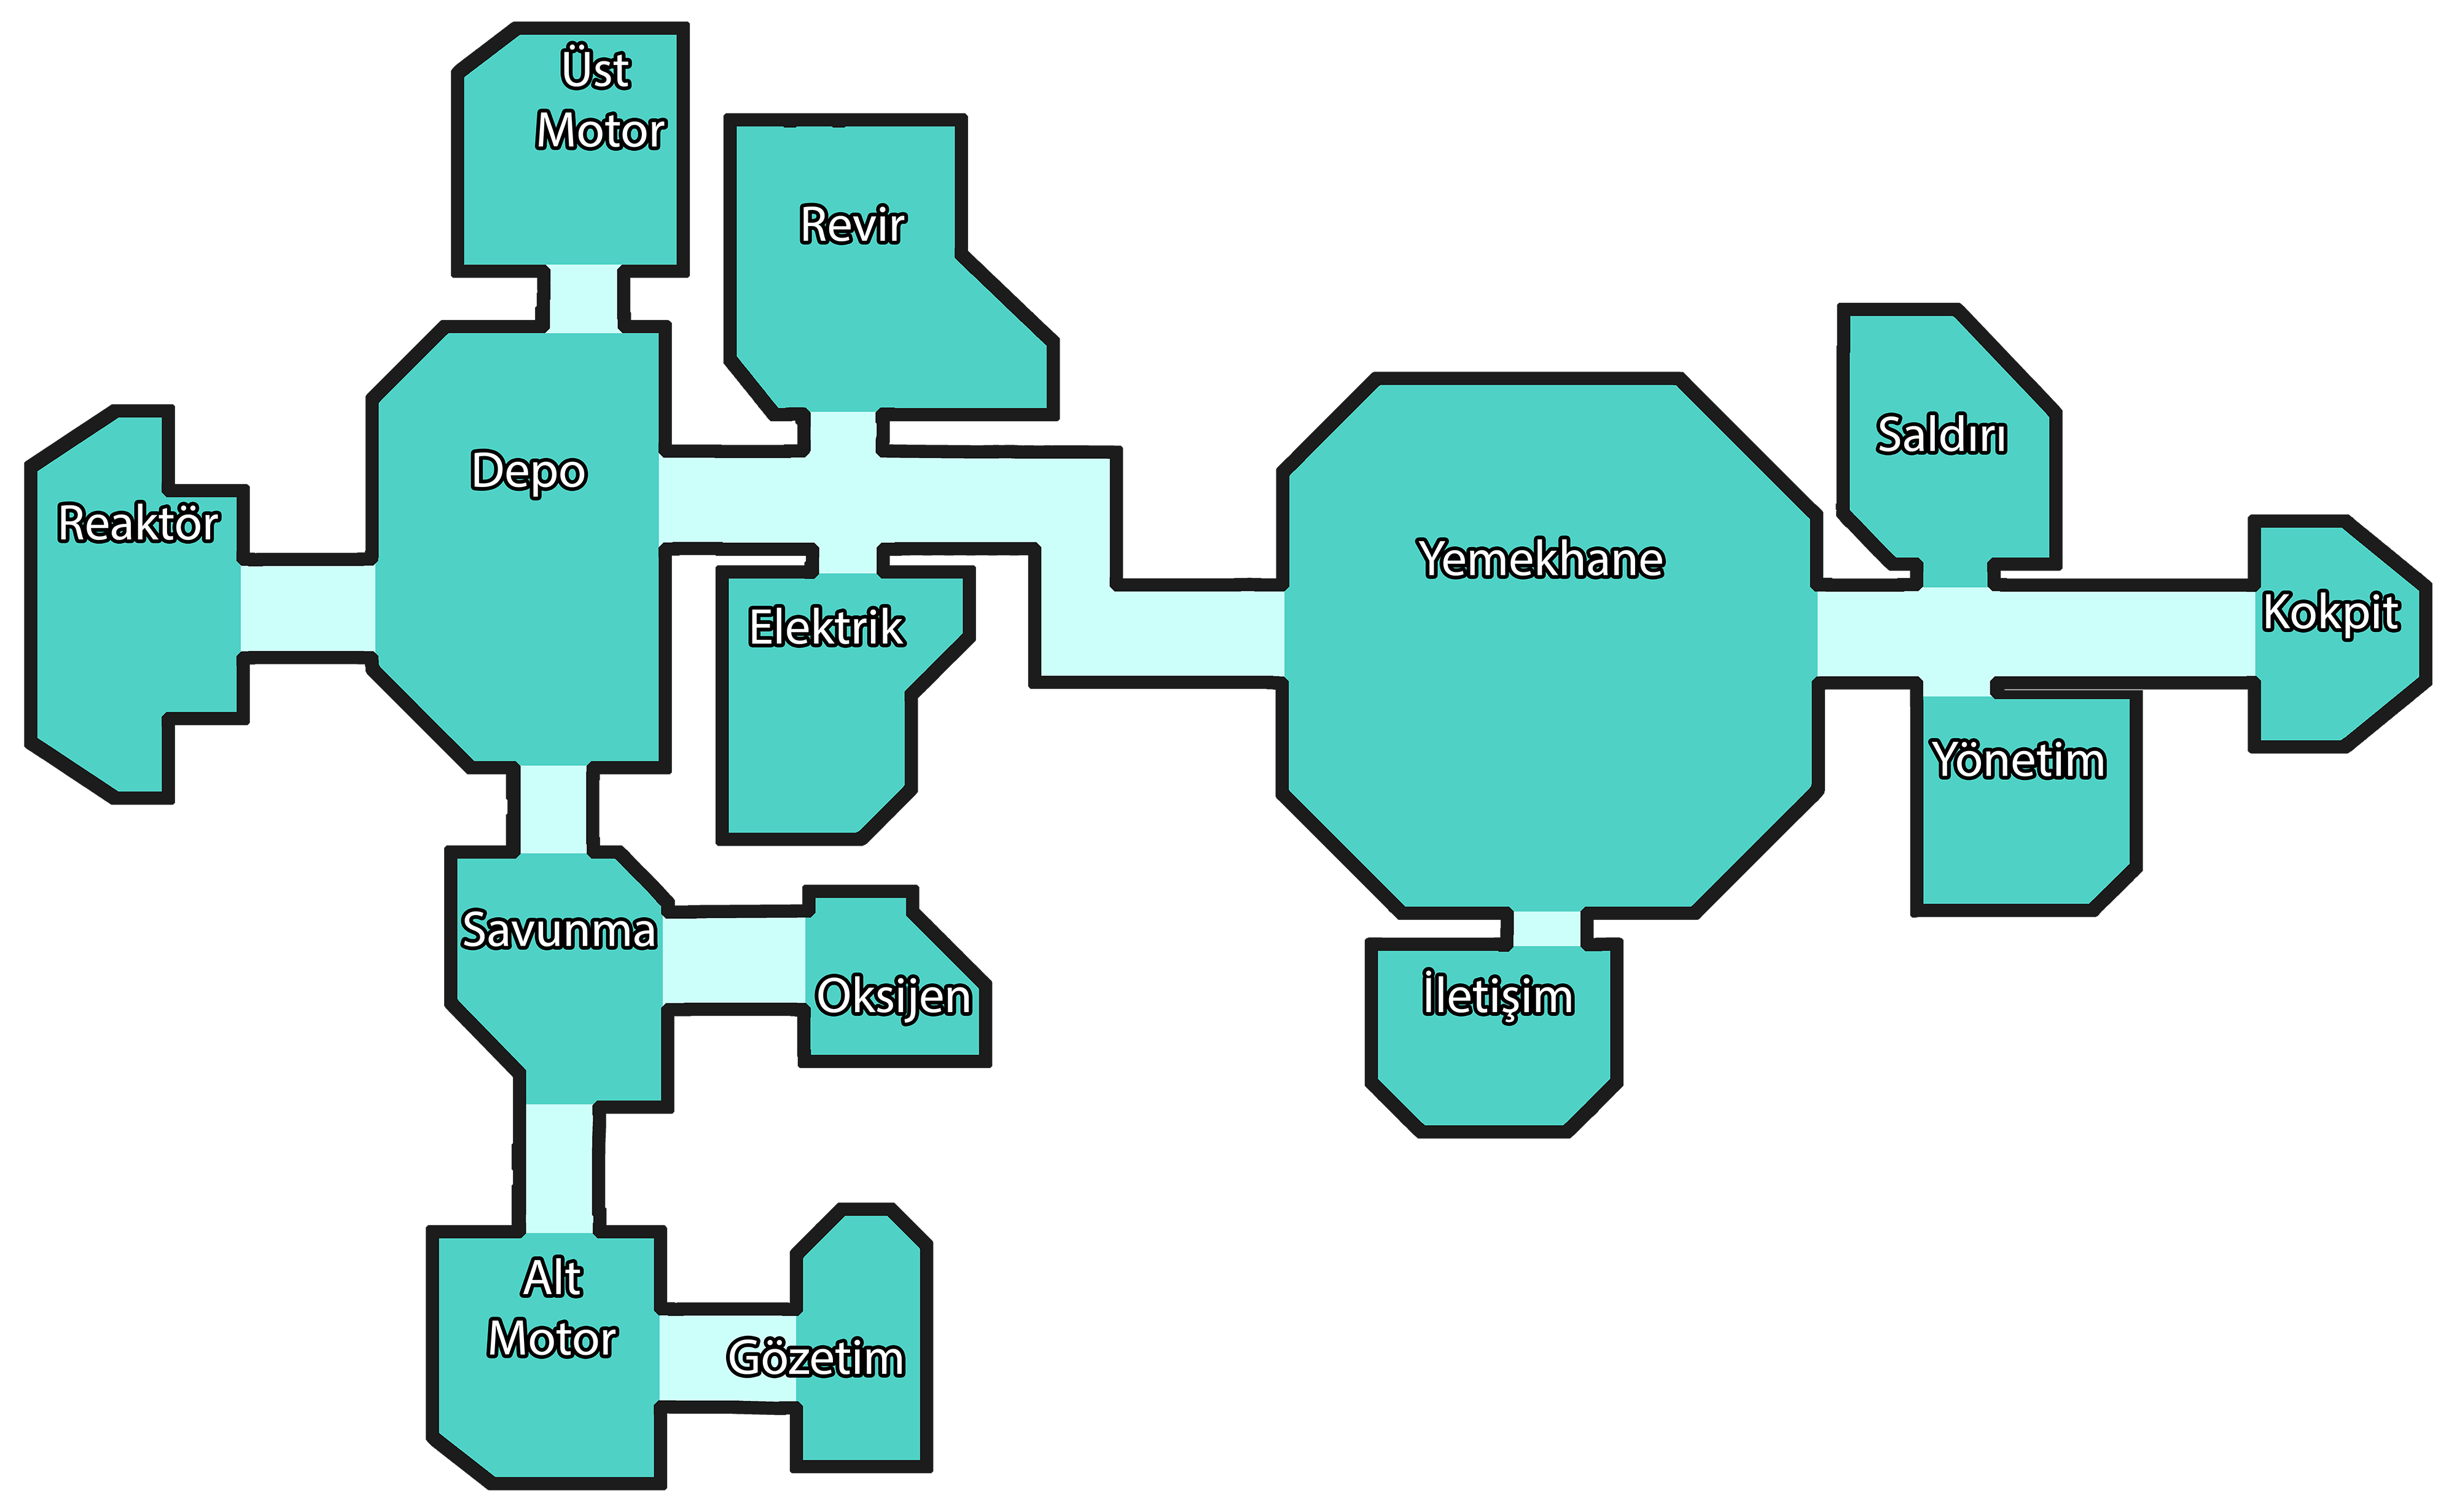 Üst
Motor
Revir
Saldırı
Depo
Reaktör
Yemekhane
Kokpit
Elektrik
Yönetim
Savunma
Oksijen
İletişim
Alt
Motor
Gözetim